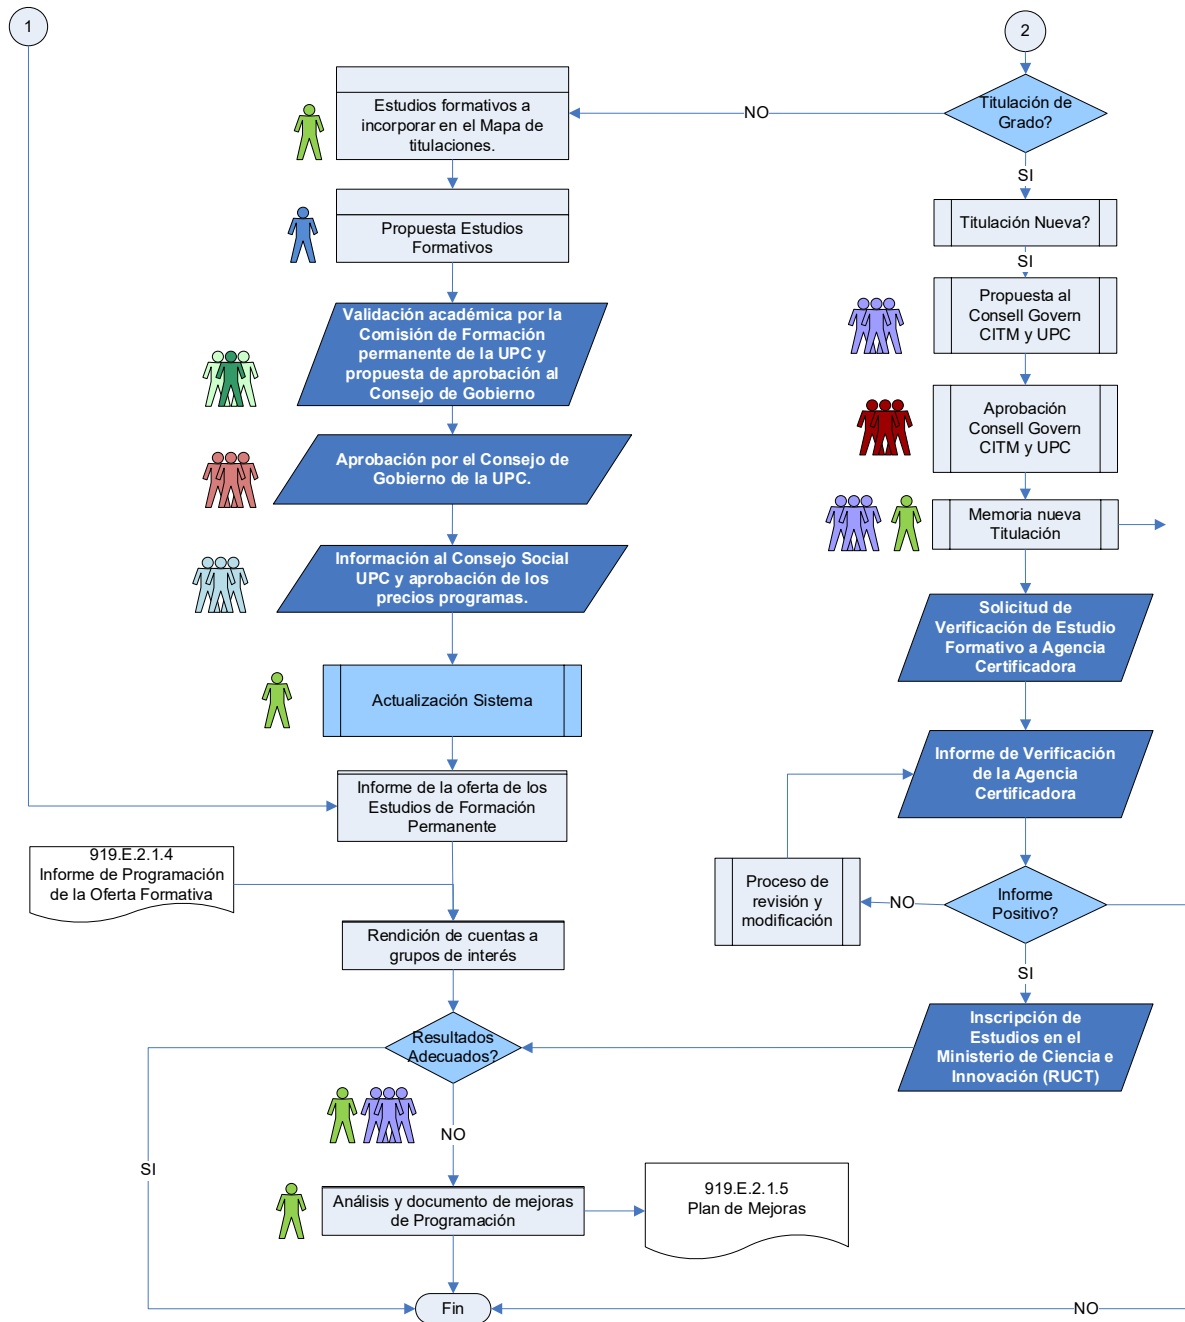 1
2
Titulación de
Grado?
NO
Estudios formativos a
incorporar en el Mapa de
titulaciones.
SI
Titulación Nueva?
SI
Propuesta Estudios
Formativos
Propuesta al
Consell Govern
CITM y UPC
Validación académica por la
Comisión de Formación
permanente de la UPC y
propuesta de aprobación al
Consejo de Gobierno
Aprobación
Consell Govern
CITM y UPC
Aprobación por el Consejo de
Gobierno de la UPC.
Memoria nueva
Titulación
Información al Consejo Social
UPC y aprobación de los
precios programas.
Solicitud de
Verificación de Estudio
Formativo a Agencia
Certificadora
Actualización Sistema
Informe de Verificación
de la Agencia
Certificadora
Informe de la oferta de los
Estudios de Formación
Permanente
919.E.2.1.4
Informe de Programación
de la Oferta Formativa
Proceso de
revisión y
modificación
NO
Informe
Positivo?
Rendición de cuentas a
grupos de interés
SI
Inscripción de
Estudios en el
Ministerio de Ciencia e
Innovación (RUCT)
Resultados
Adecuados?
NO
SI
Análisis y documento de mejoras
de Programación
919.E.2.1.5
Plan de Mejoras
Fin
NO